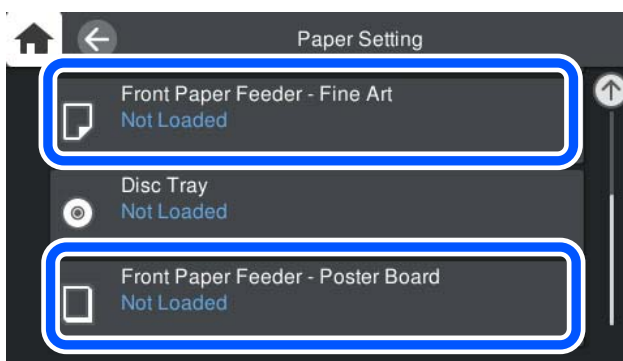 Paper Setting
Front Paper Feeder - Fine Art
Not Loaded
Disc Tray
Not Loaded
Front Paper Feeder - Poster Board
Not Loaded